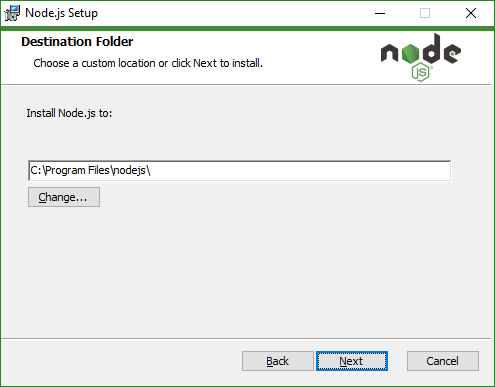 Node.js Setup
Destination Folder
Choose a custom location or click Next to install.
node
JS
Install Node.js to:
C:\Program Files\nodejs\
Change...
Back
Next
Cancel